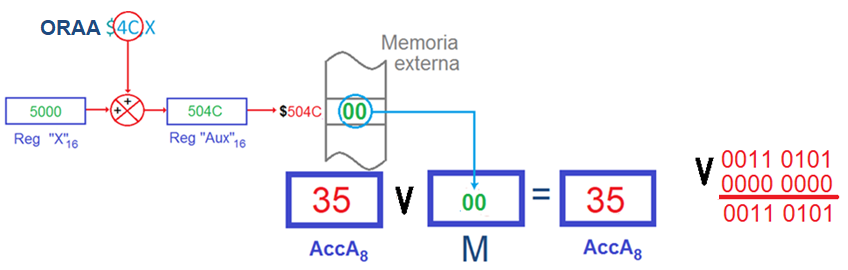 ORAA $4C,X
Memoria
externa
5000
504C
$504C
00
Reg "X"16
Reg "Aux"16
35 V 00 = 35
AccA8 M AccA8
V 0011 0101
0000 0000
0011 0101